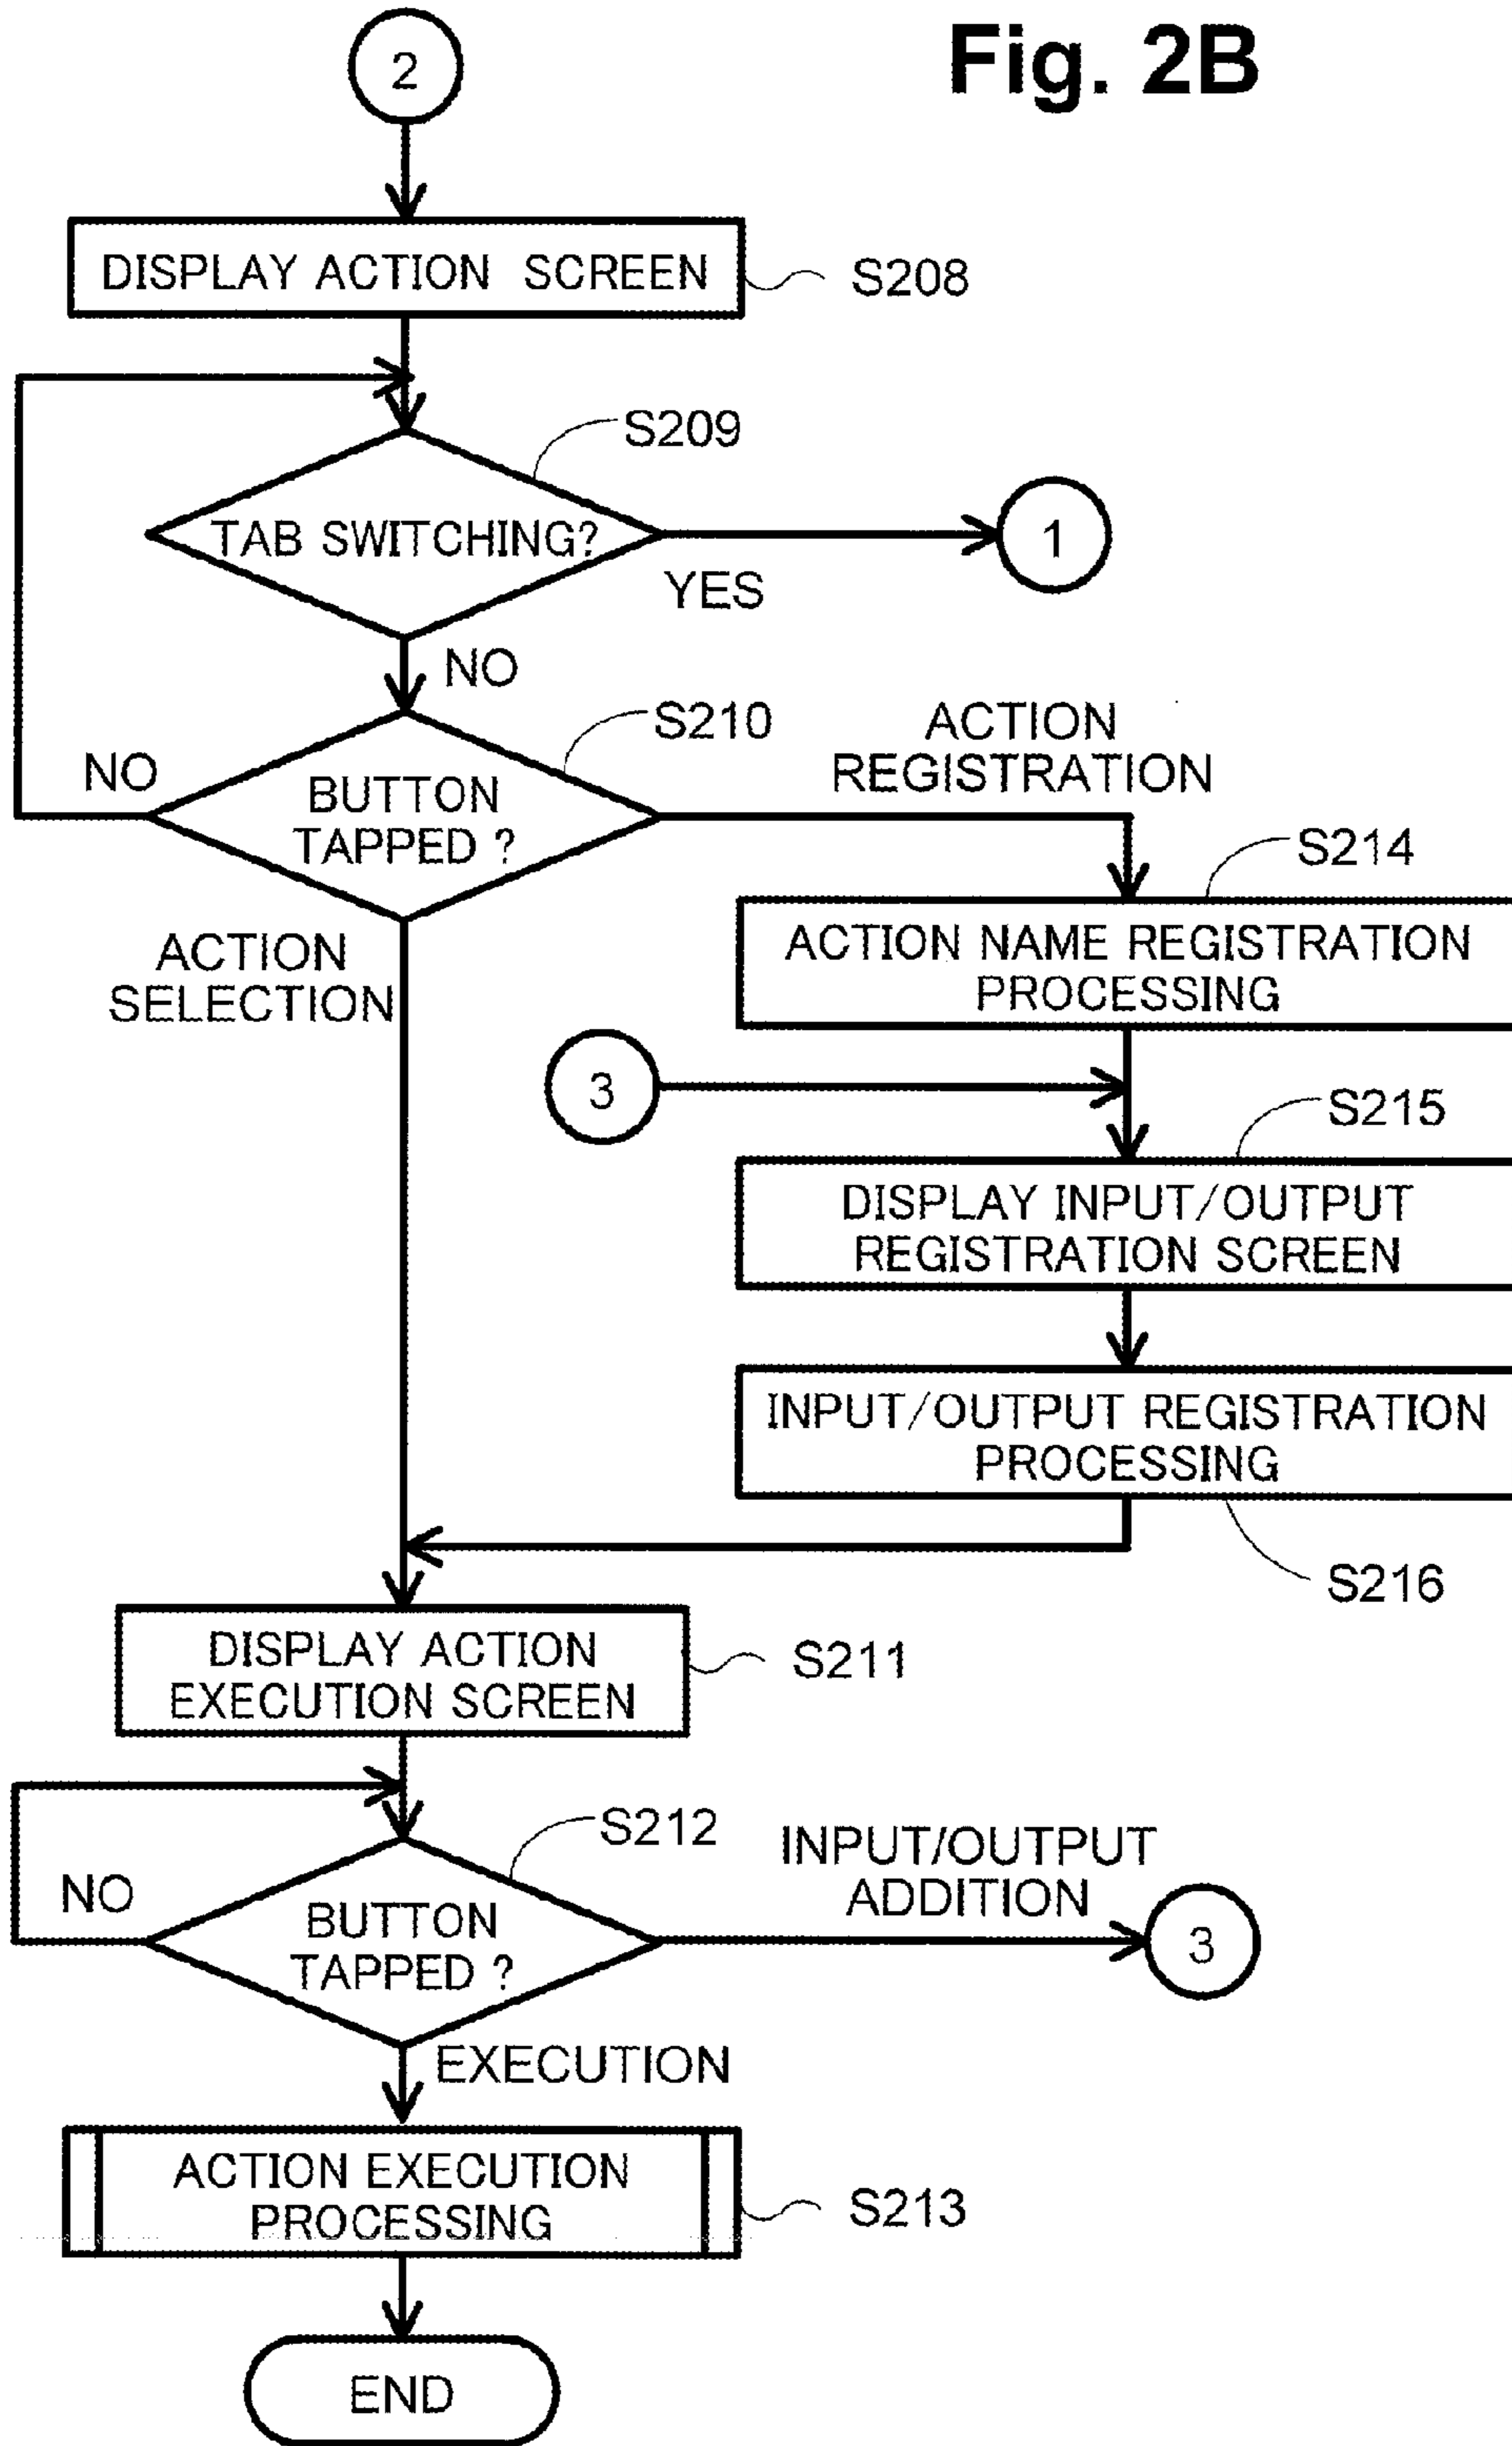 Fig. 2B
2
DISPLAY ACTION SCREEN
S208
S209
TAB SWITCHING?
1
YES
NO
S210
ACTION
REGISTRATION
NO
BUTTON
TAPPED ?
S214
ACTION
SELECTION
ACTION NAME REGISTRATION
PROCESSING
3
S215
DISPLAY INPUT/OUTPUT
REGISTRATION SCREEN
INPUT/OUTPUT REGISTRATION
PROCESSING
S216
DISPLAY ACTION
EXECUTION SCREEN
S211
S212
INPUT/OUTPUT
ADDITION
NO
BUTTON
TAPPED ?
3
EXECUTION
ACTION EXECUTION
PROCESSING
S213
END